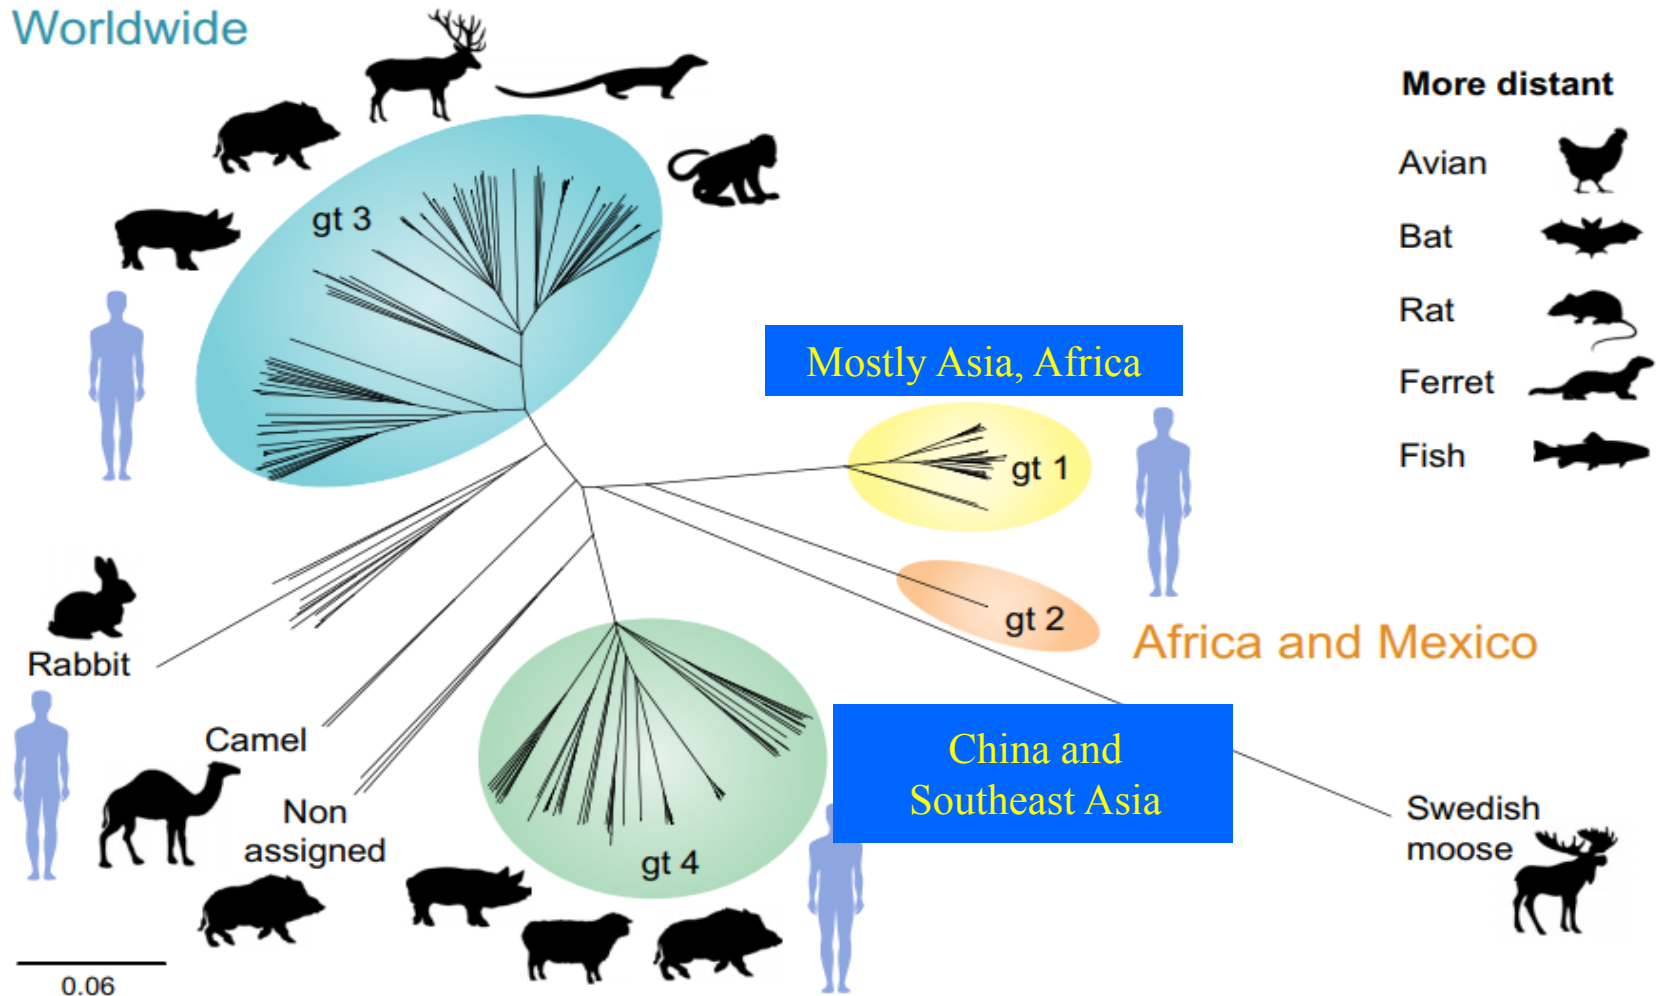 Worldwide
More distant
Avian
Bat
Rat
Ferret
Fish
gt 3
Mostly Asia, Africa
gt 1
gt 2
Africa and Mexico
Rabbit
Camel
Non
assigned
gt 4
China and
Southeast Asia
Swedish
moose
0.06